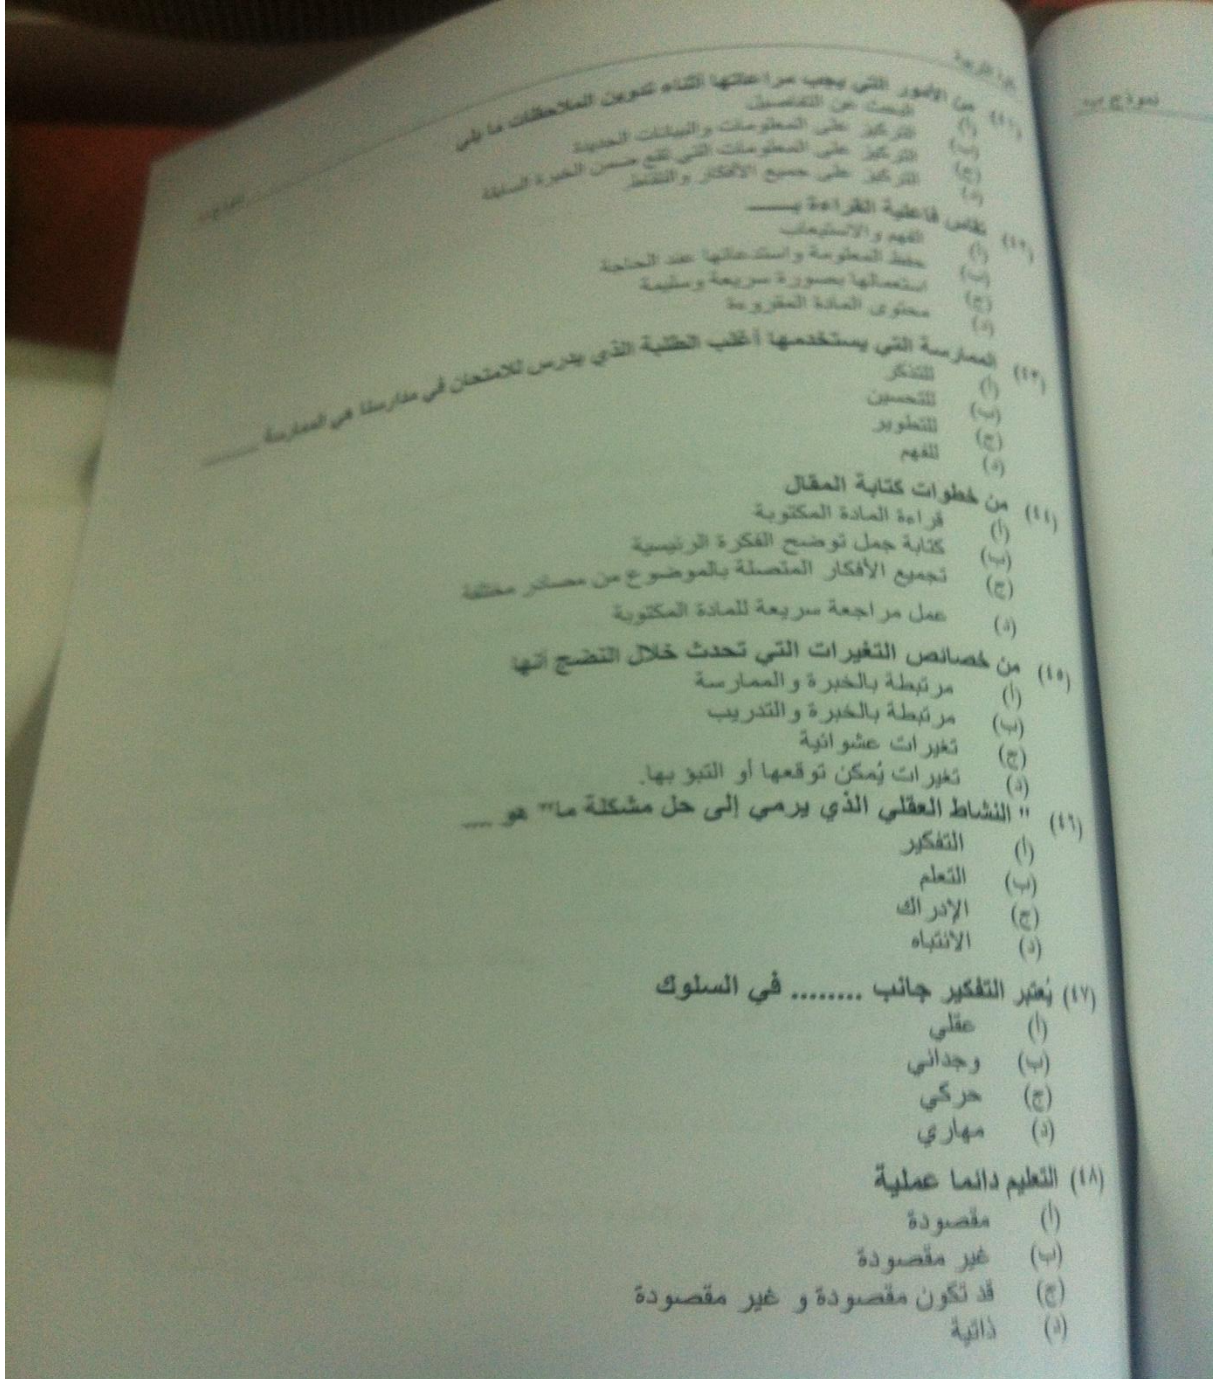 نموذج ب
(٤١) من الأمور التي يجب مراعاتها أثناء تدوين الملاحظات ما يلي
(أ) البحث عن التفاصيل
(ب) التركيز على المعلومات والبيانات الجديدة
(ج) التركيز على المعلومات التي تقع ضمن الخبرة السابقة
(د) التركيز على جميع الأفكار والنقاط
(٤٢) تقاس فاعلية القراءة بـ ____
(أ) الفهم والاستيعاب
(ب) حفظ المعلومة واستدعائها عند الحاجة
(ج) استعمالها بصورة سريعة وسليمة
(د) محتوى المادة المقروءة
(٤٣) الممارسة التي يستخدمها أغلب الطلبة الذي يدرس للامتحان في مدارسنا هي الممارسة ____
(أ) للتذكر
(ب) للتحسين
(ج) للتطوير
(د) للفهم
(٤٤) من خطوات كتابة المقال
(أ) قراءة المادة المكتوبة
(ب) كتابة جمل توضح الفكرة الرئيسية
(ج) تجميع الأفكار المتصلة بالموضوع من مصادر مختلفة
(د) عمل مراجعة سريعة للمادة المكتوبة
(٤٥) من خصائص التغيرات التي تحدث خلال النضج أنها
(أ) مرتبطة بالخبرة والممارسة
(ب) مرتبطة بالخبرة والتدريب
(ج) تغيرات عشوائية
(د) تغيرات يُمكن توقعها أو التبؤ بها.
(٤٦) " النشاط العقلي الذي يرمي إلى حل مشكلة ما" هو ___
(أ) التفكير
(ب) التعلم
(ج) الإدراك
(د) الانتباه
(٤٧) يُعتبر التفكير جانب ........ في السلوك
(أ) عقلي
(ب) وجداني
(ج) حركي
(د) مهاري
(٤٨) التعليم دائما عملية
(أ) مقصودة
(ب) غير مقصودة
(ج) قد تكون مقصودة و غير مقصودة
(د) ذاتية